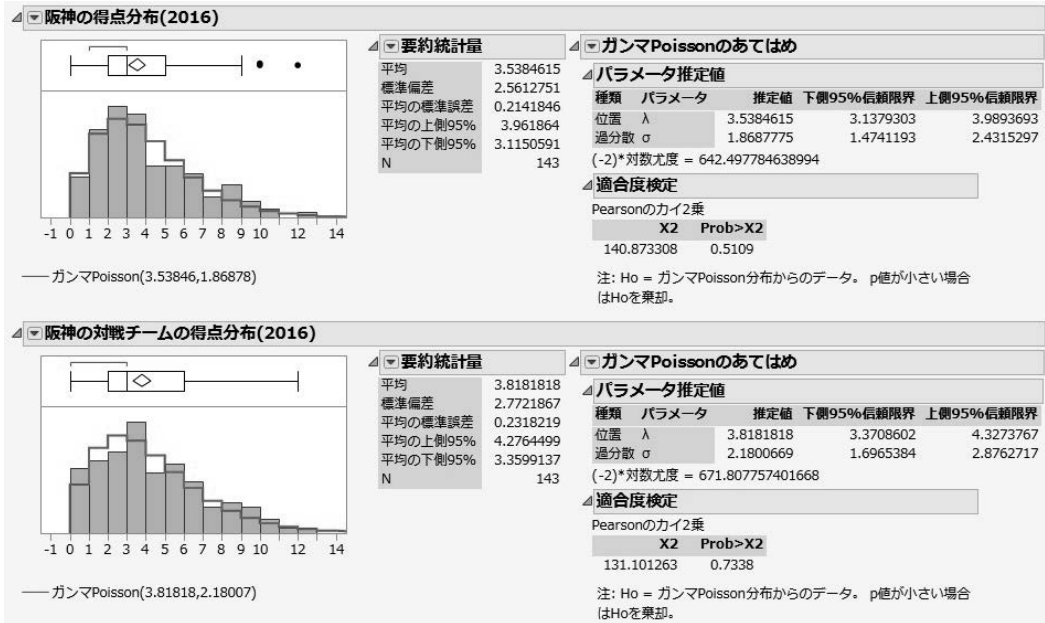 阪神の得点分布(2016)
-1 0 1 2 3 4 5 6 7 8 9 10 12 14
ガンマPoisson(3.53846,1.86878)
要約統計量
平均 3.5384615
標準偏差 2.5612751
平均の標準誤差 0.2141846
平均の上側95% 3.961864
平均の下側95% 3.1150591
N 143
ガンマPoissonのあてはめ
パラメータ推定値
種類 パラメータ 推定値 下側95%信頼限界 上側95%信頼限界
位置 λ 3.5384615 3.1379303 3.9893693
過分散 σ 1.8687775 1.4741193 2.4315297
(-2)*対数尤度 = 642.497784638994
適合度検定
Pearsonのカイ2乗
X2 Prob>X2
140.873308 0.5109
注: Ho = ガンマPoisson分布からのデータ。 p値が小さい場合
はHoを棄却。
阪神の対戦チームの得点分布(2016)
-1 0 1 2 3 4 5 6 7 8 9 10 12 14
ガンマPoisson(3.81818,2.18007)
要約統計量
平均 3.8181818
標準偏差 2.7721867
平均の標準誤差 0.2318219
平均の上側95% 4.2764499
平均の下側95% 3.3599137
N 143
ガンマPoissonのあてはめ
パラメータ推定値
種類 パラメータ 推定値 下側95%信頼限界 上側95%信頼限界
位置 λ 3.8181818 3.3708602 4.3273767
過分散 σ 2.1800669 1.6965384 2.8762717
(-2)*対数尤度 = 671.807757401668
適合度検定
Pearsonのカイ2乗
X2 Prob>X2
131.101263 0.7338
注: Ho = ガンマPoisson分布からのデータ。 p値が小さい場合
はHoを棄却。